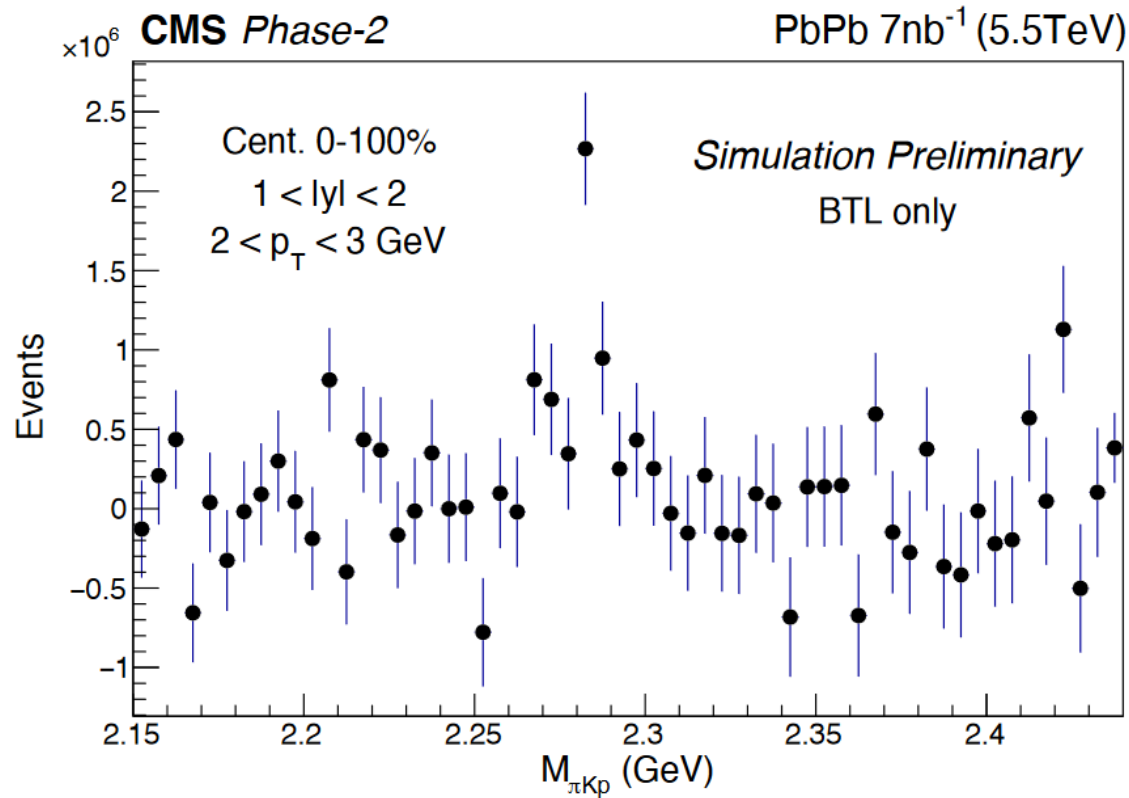 CMS Phase-2 PbPb 7nb⁻¹ (5.5TeV)
×10⁶
Cent. 0-100%
1 < |y| < 2
2 < p_T < 3 GeV
Simulation Preliminary
BTL only
Events
2.5
2
1.5
1
0.5
0
−0.5
−1
2.15 2.2 2.25 2.3 2.35 2.4
M_πKp (GeV)